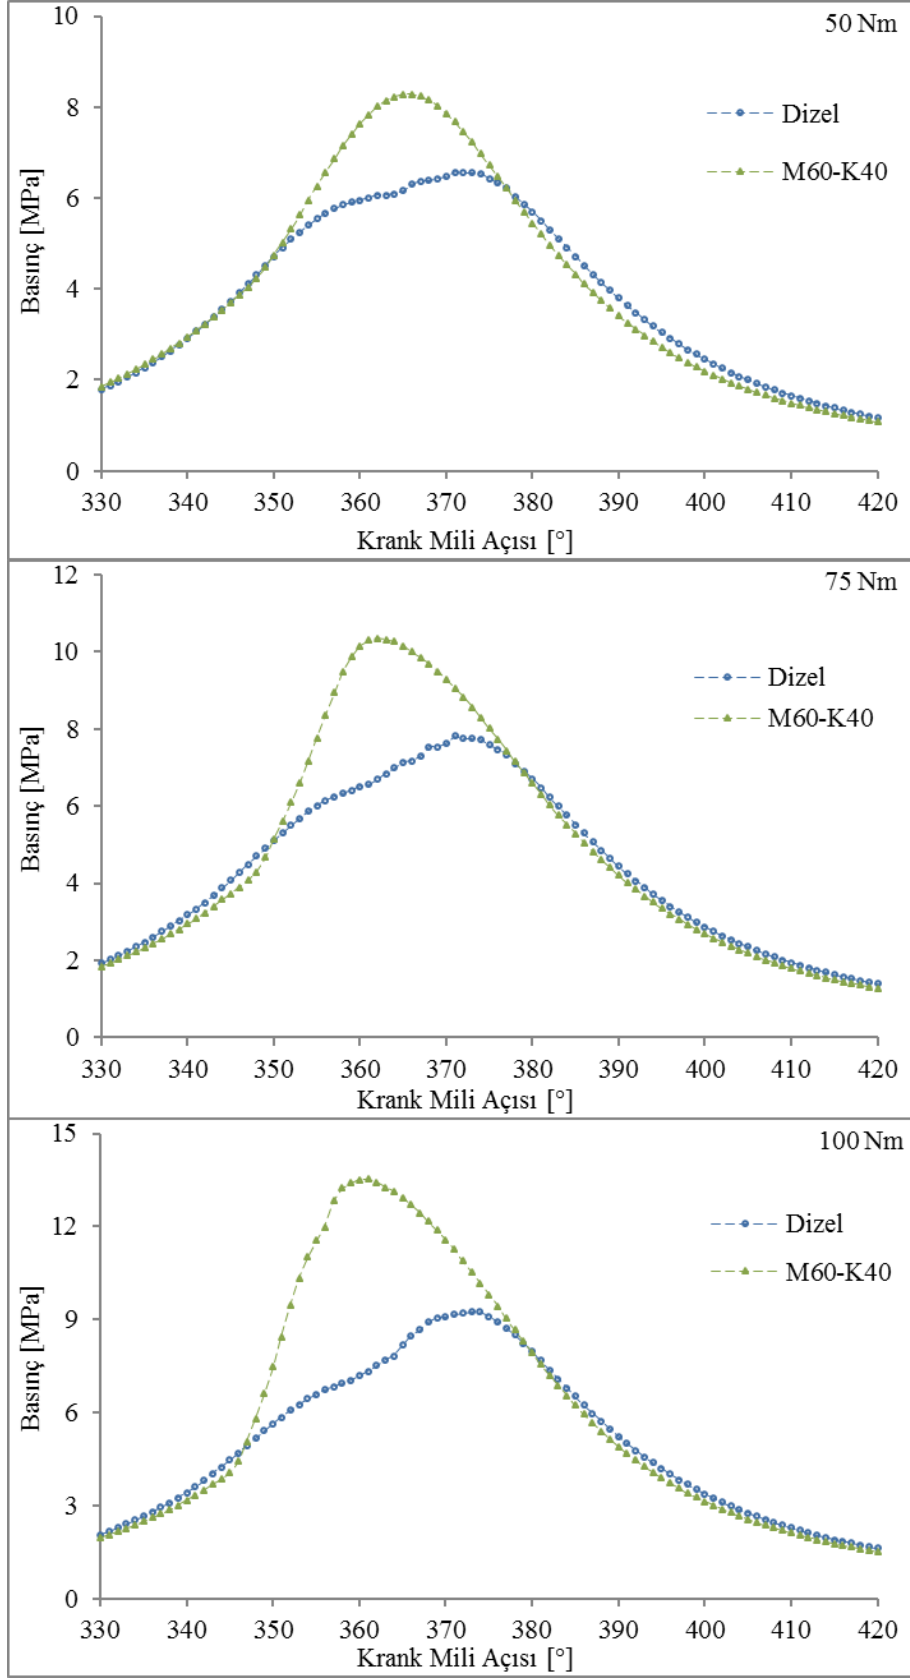 50 Nm
10
8
6
4
2
0
Basınç [MPa]
Dizel
M60-K40
330 340 350 360 370 380 390 400 410 420
Krank Mili Açısı [°]
75 Nm
12
10
8
6
4
2
0
Basınç [MPa]
Dizel
M60-K40
330 340 350 360 370 380 390 400 410 420
Krank Mili Açısı [°]
100 Nm
15
12
9
6
3
0
Basınç [MPa]
Dizel
M60-K40
330 340 350 360 370 380 390 400 410 420
Krank Mili Açısı [°]